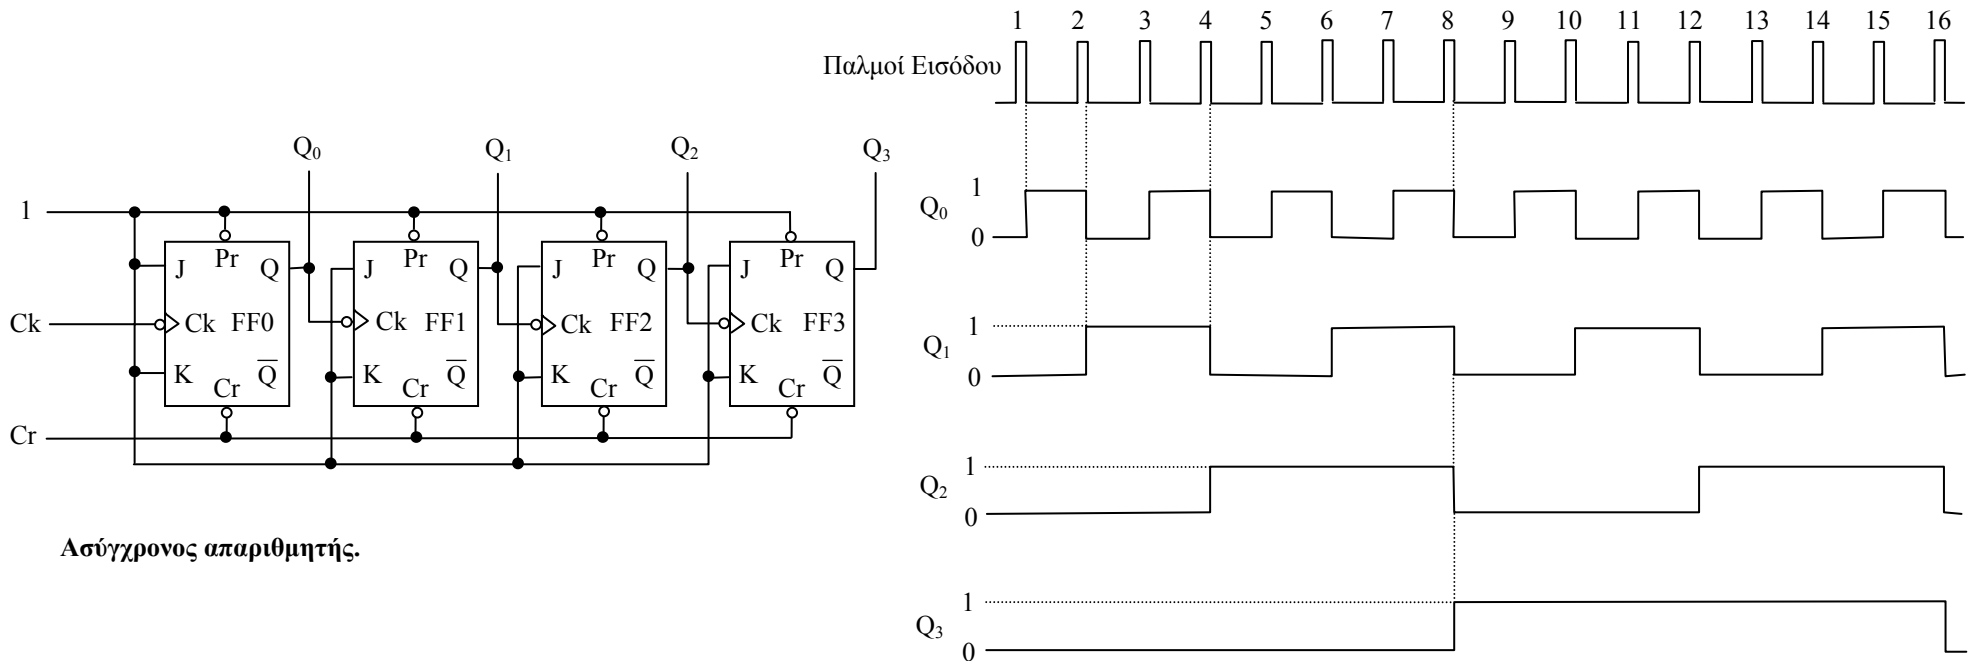 1 2 3 4 5 6 7 8 9 10 11 12 13 14 15 16
Παλμοί Εισόδου
Q0 Q1 Q2 Q3
1
Pr Pr Pr Pr
J Q J Q J Q J Q
Ck Ck FF0 Ck FF1 Ck FF2 Ck FF3
K Q̅ K Q̅ K Q̅ K Q̅
Cr Cr Cr Cr
Cr
Ασύγχρονος απαριθμητής.
1
Q0
0
1
Q1
0
1
Q2
0
1
Q3
0